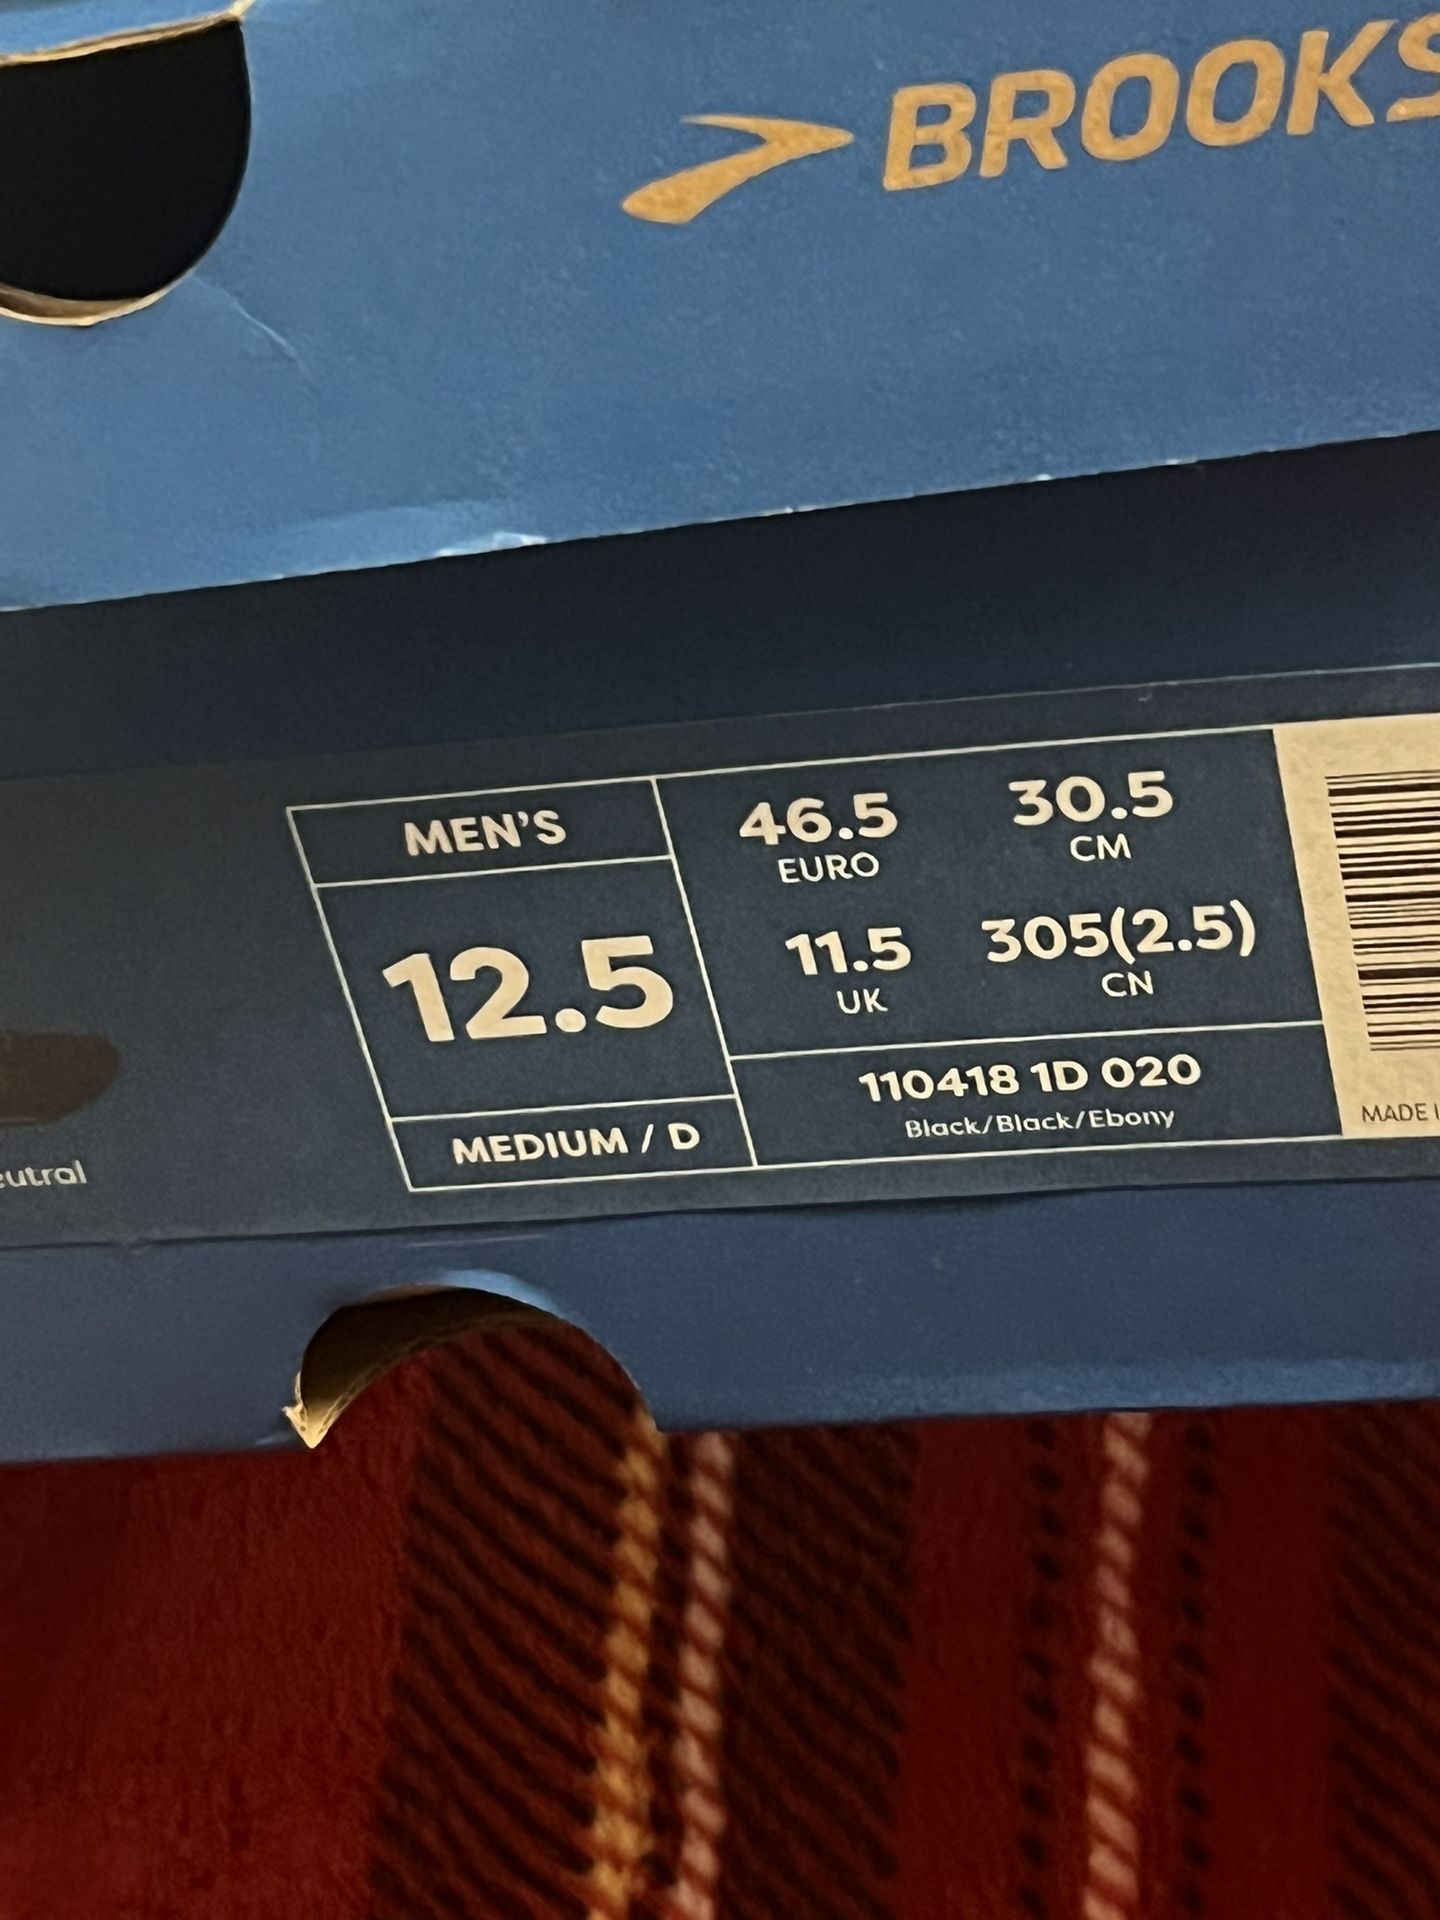 BROOKS
MEN'S
12.5
MEDIUM / D
46.5
EURO
30.5
CM
11.5
UK
305(2.5)
CN
110418 1D 020
Black/Black/Ebony
MADE